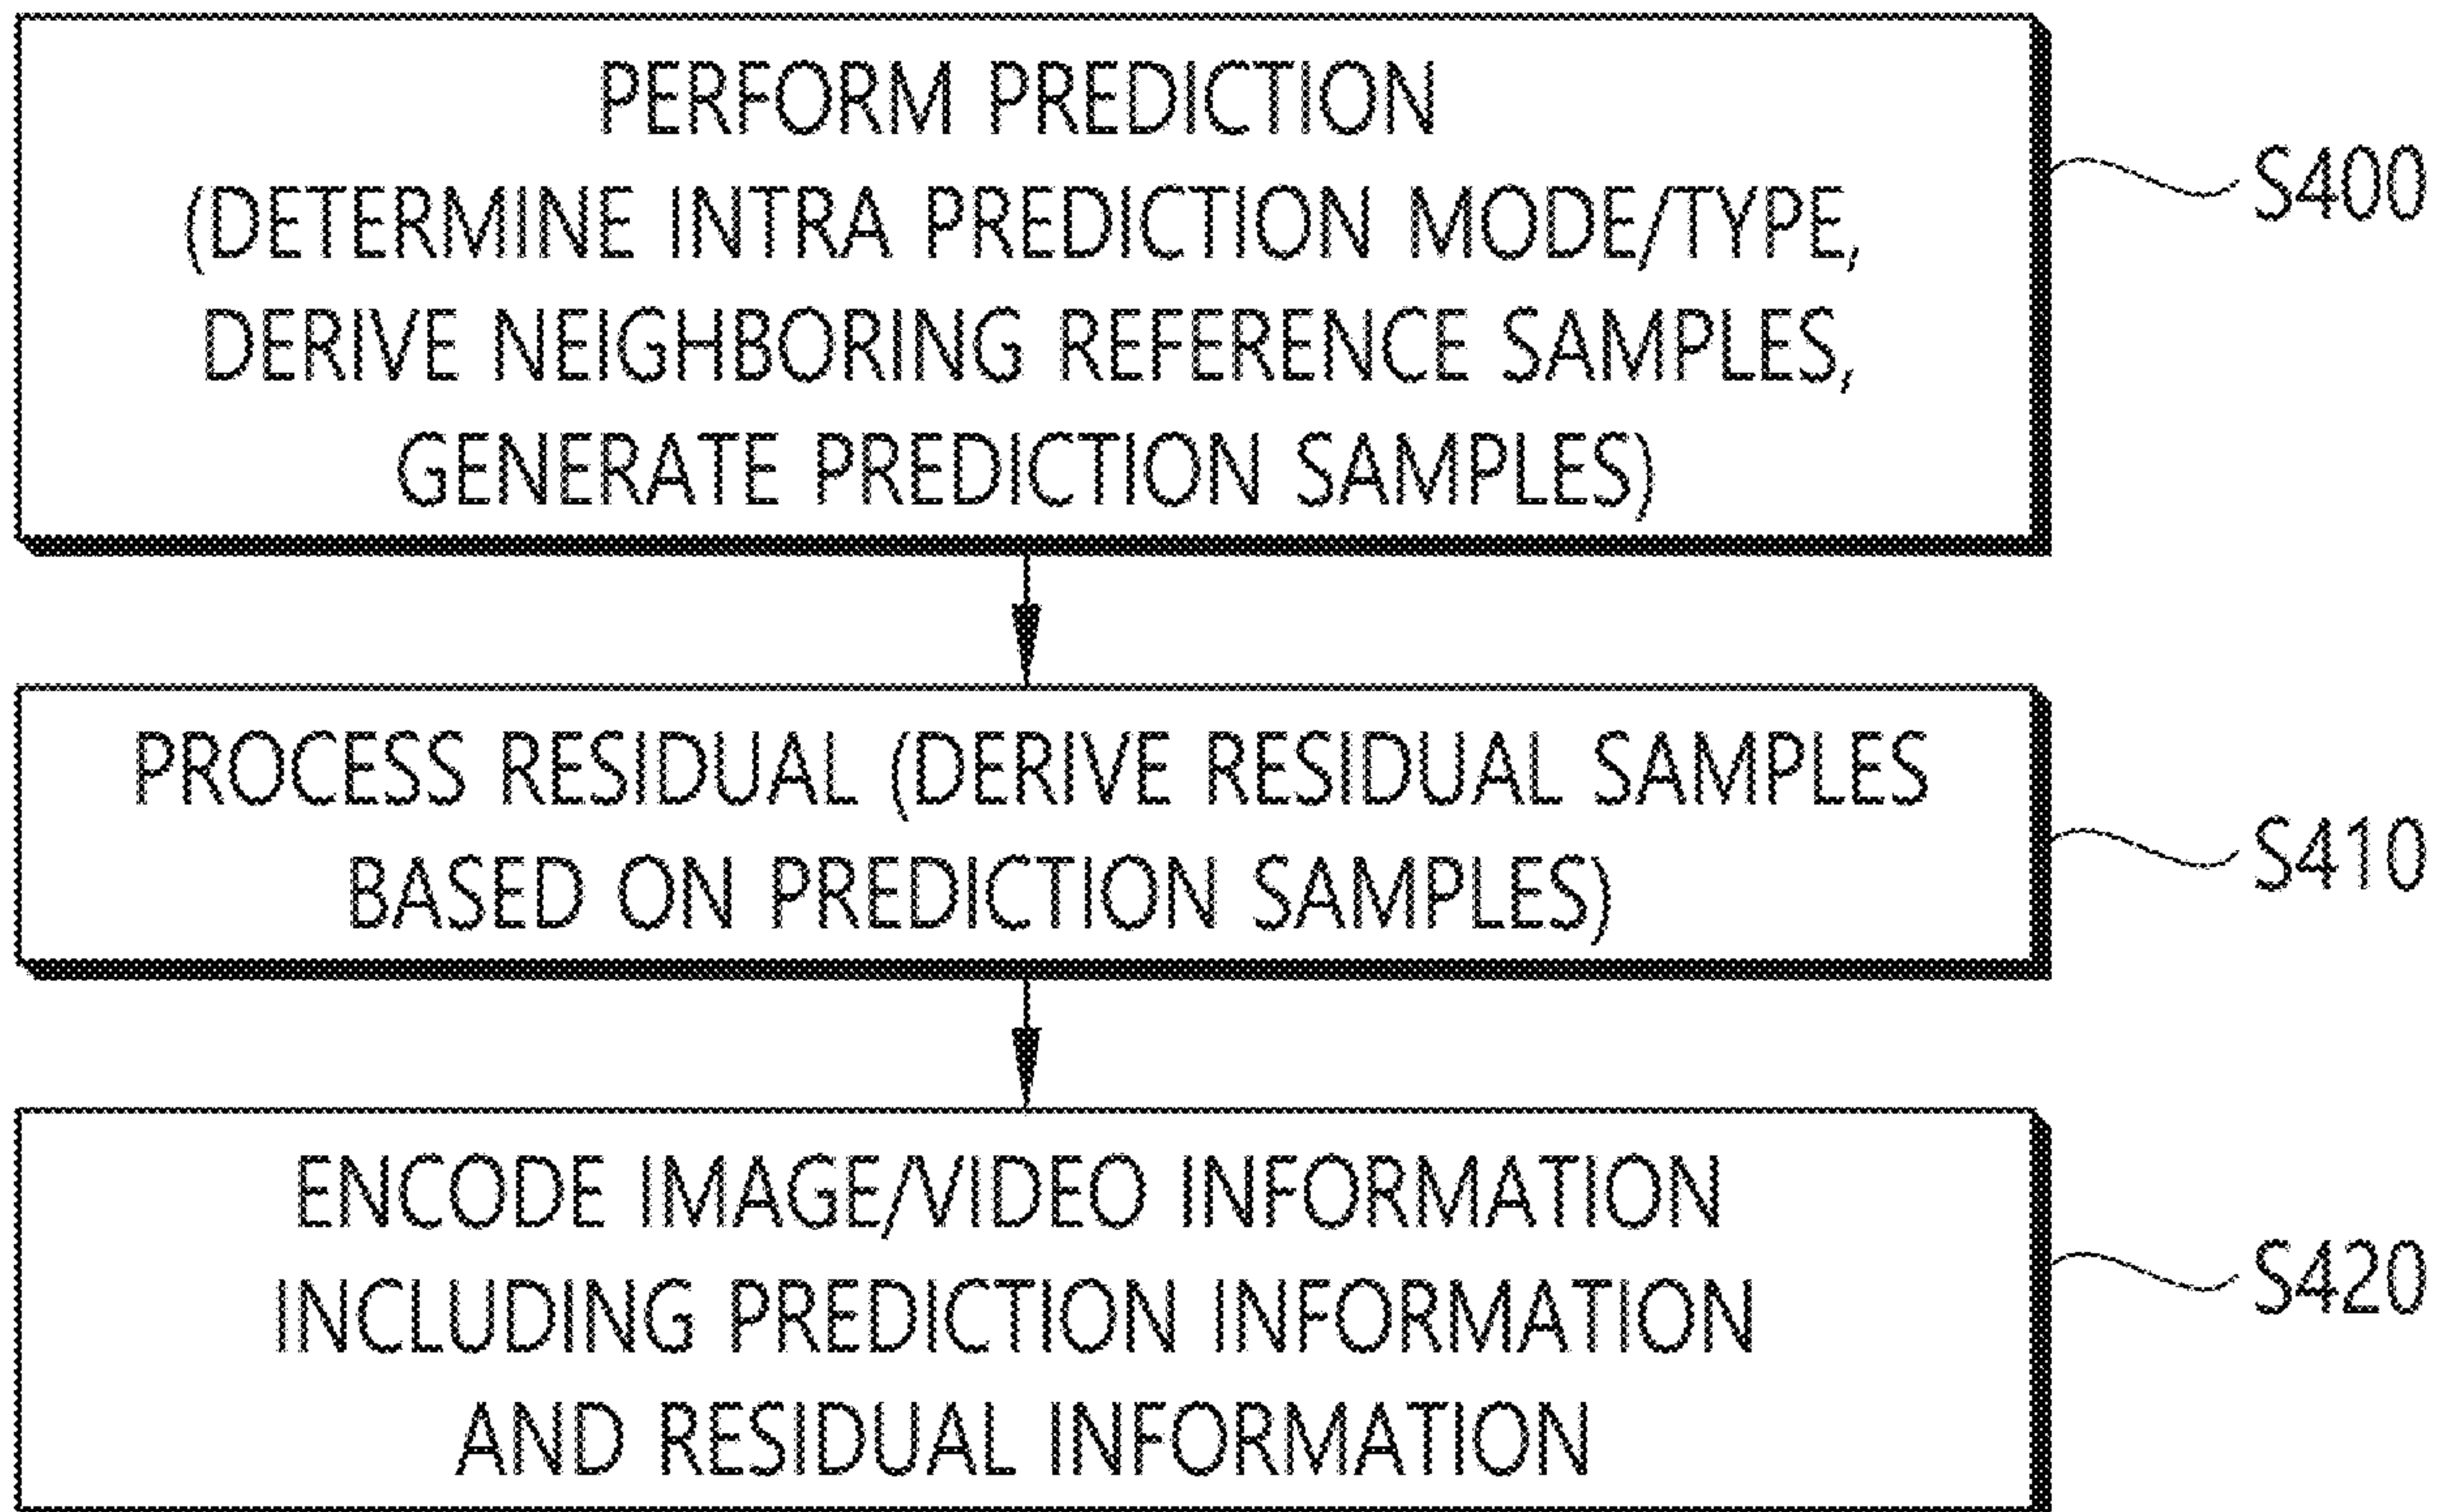 PERFORM PREDICTION
(DETERMINE INTRA PREDICTION MODE/TYPE,
DERIVE NEIGHBORING REFERENCE SAMPLES,
GENERATE PREDICTION SAMPLES)
S400
PROCESS RESIDUAL (DERIVE RESIDUAL SAMPLES
BASED ON PREDICTION SAMPLES)
S410
ENCODE IMAGE/VIDEO INFORMATION
INCLUDING PREDICTION INFORMATION
AND RESIDUAL INFORMATION
S420